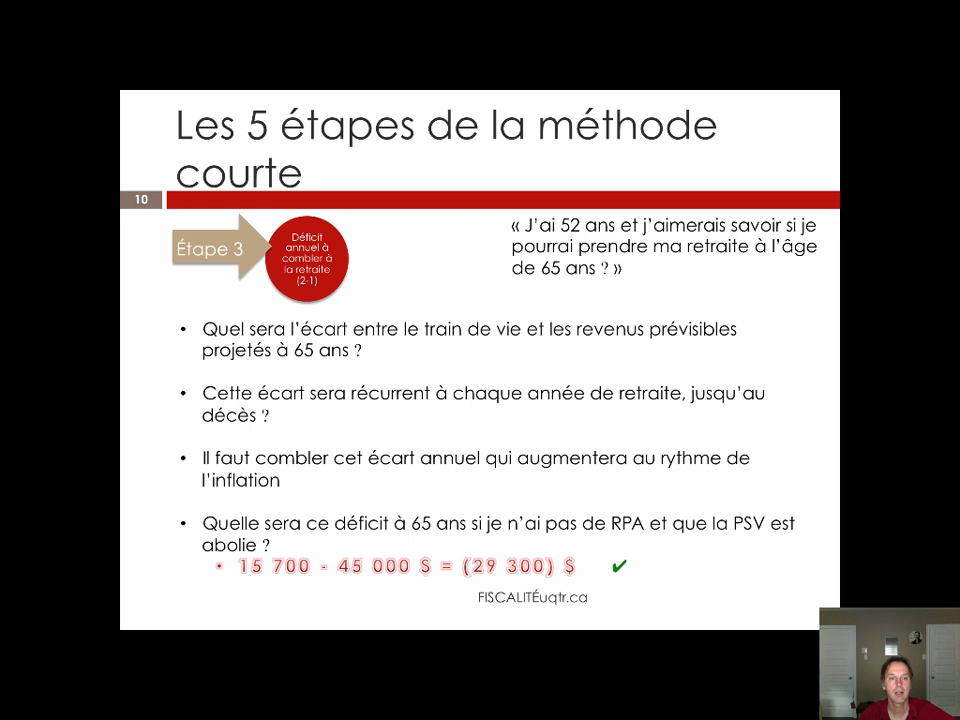 Les 5 étapes de la méthode
courte
10
Étape 3
Déficit
annuel à
combler à
la retraite
(2-1)
« J'ai 52 ans et j'aimerais savoir si je
pourrai prendre ma retraite à l'âge
de 65 ans ? »
• Quel sera l'écart entre le train de vie et les revenus prévisibles
projetés à 65 ans ?
• Cette écart sera récurrent à chaque année de retraite, jusqu'au
décès ?
• Il faut combler cet écart annuel qui augmentera au rythme de
l'inflation
• Quelle sera ce déficit à 65 ans si je n'ai pas de RPA et que la PSV est
abolie ?
• 15 700 - 45 000 $ = (29 300) $ ✔
FISCALITÉuqtr.ca